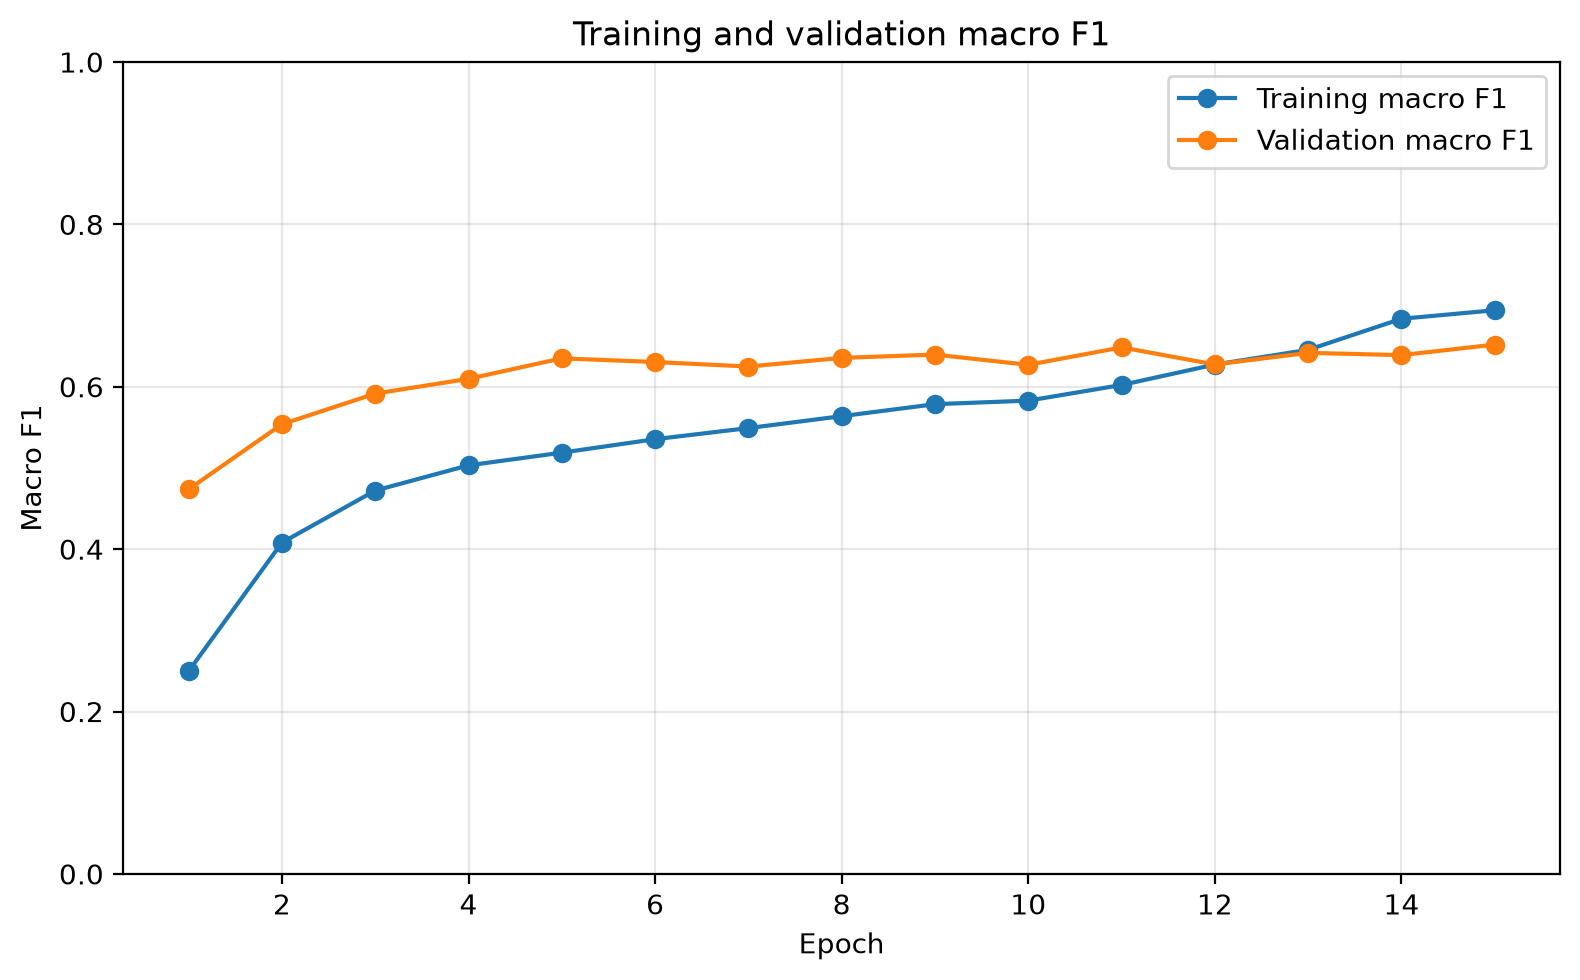 Training and validation macro F1
Training macro F1
Validation macro F1
Macro F1
1.0
0.8
0.6
0.4
0.2
0.0
2 4 6 8 10 12 14
Epoch